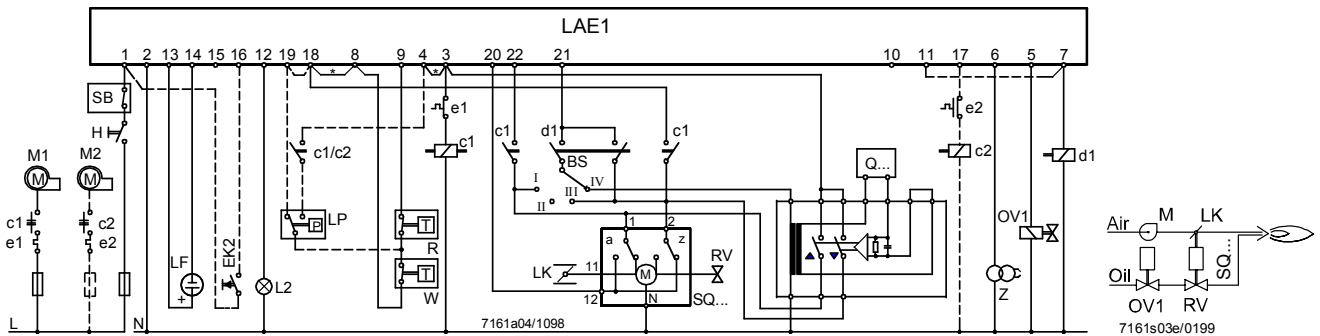 LAE1
1 2 13 14 15 16 12 19 18 8 9 4 3 20 22 21 10 11 17 6 5 7
* *
SB
e1
e2
H
c1
d1
c1
M1 M2
c1/c2
c1
BS
Q...
c2
d1
M M
I
IV
III
II
c1
c2
LP
P
T
R
OV1
Air
M
LK
e1
e2
EK2
LF
T
W
1
2
a
z
LK
11
M
RV
SQ...
+
L2
12
N
SQ...
Z
Oil
OV1
RV
L
N
7161a04/1098
7161s03e/0199